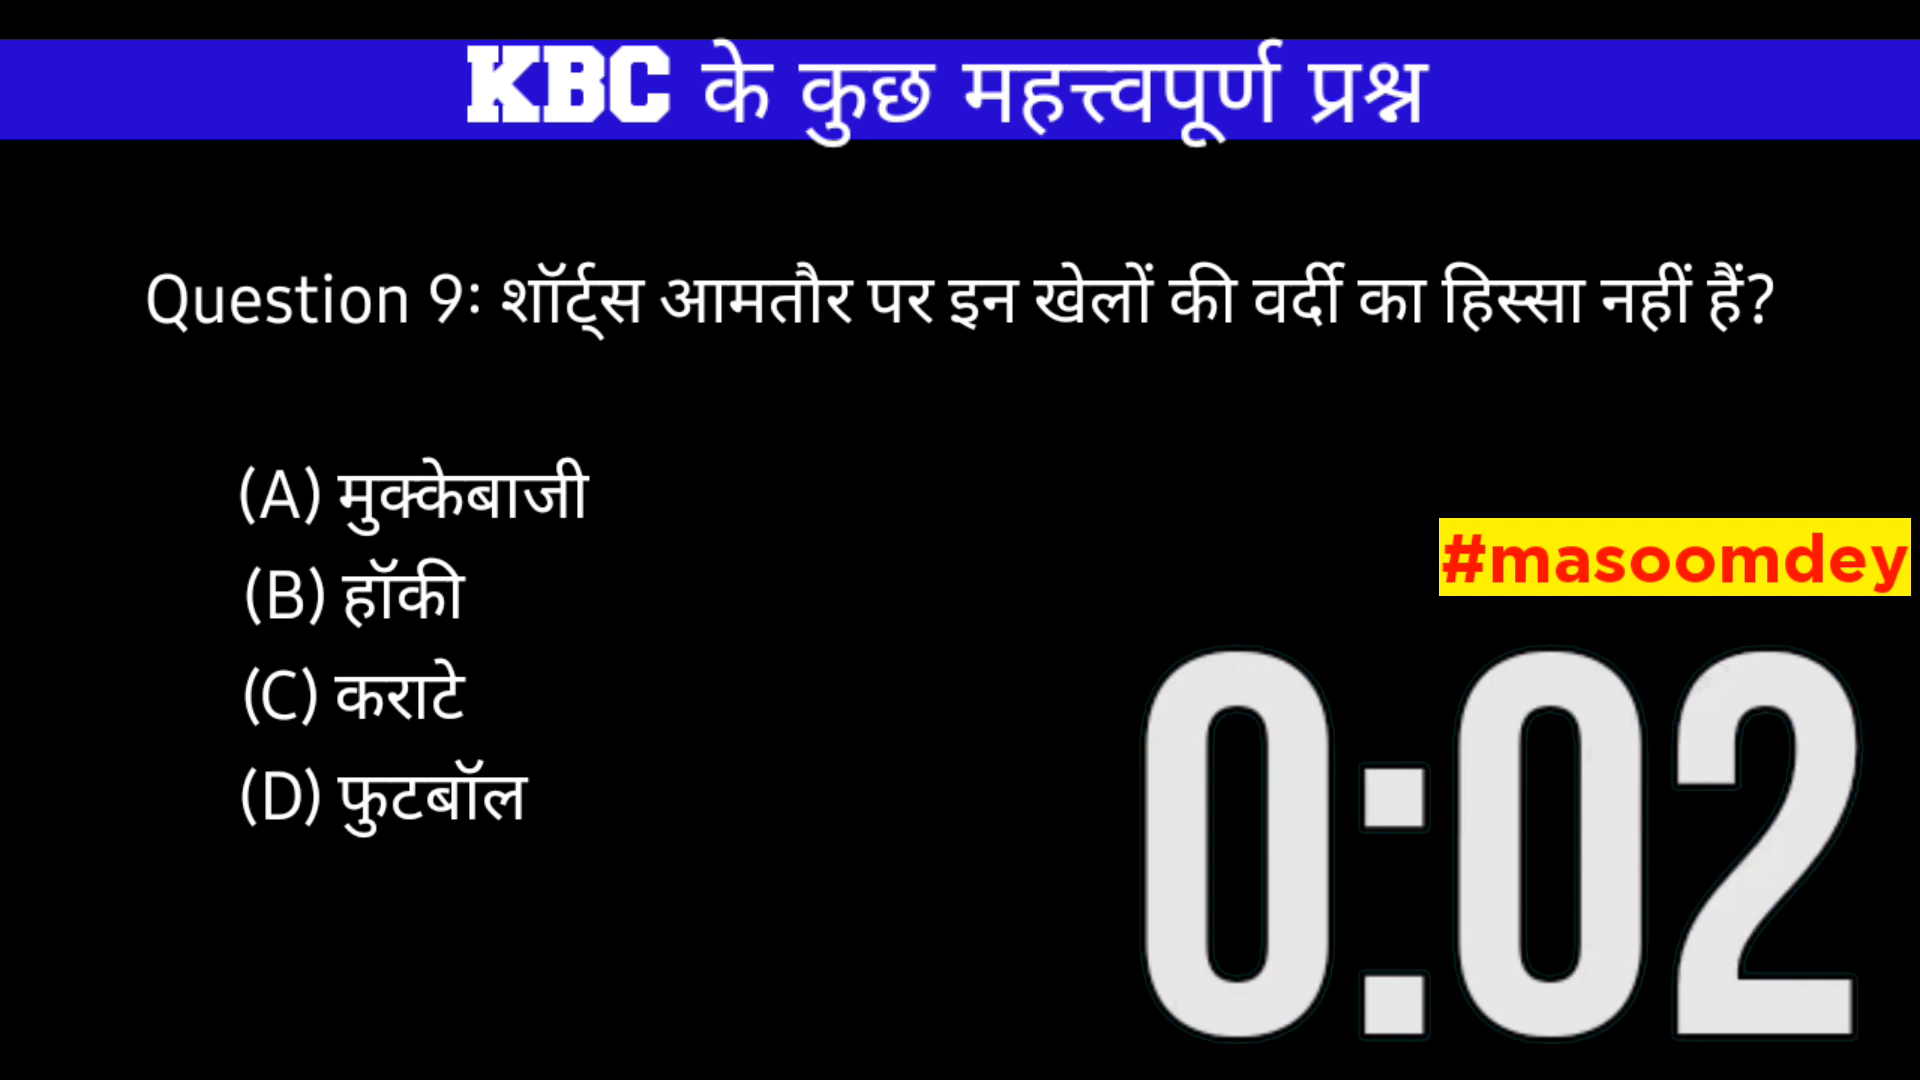 KBC के कुछ महत्त्वपूर्ण प्रश्न
Question 9: शॉर्ट्स आमतौर पर इन खेलों की वर्दी का हिस्सा नहीं हैं?
(A) मुक्केबाजी
(B) हॉकी
(C) कराटे
(D) फुटबॉल
#masoomdey
0:02